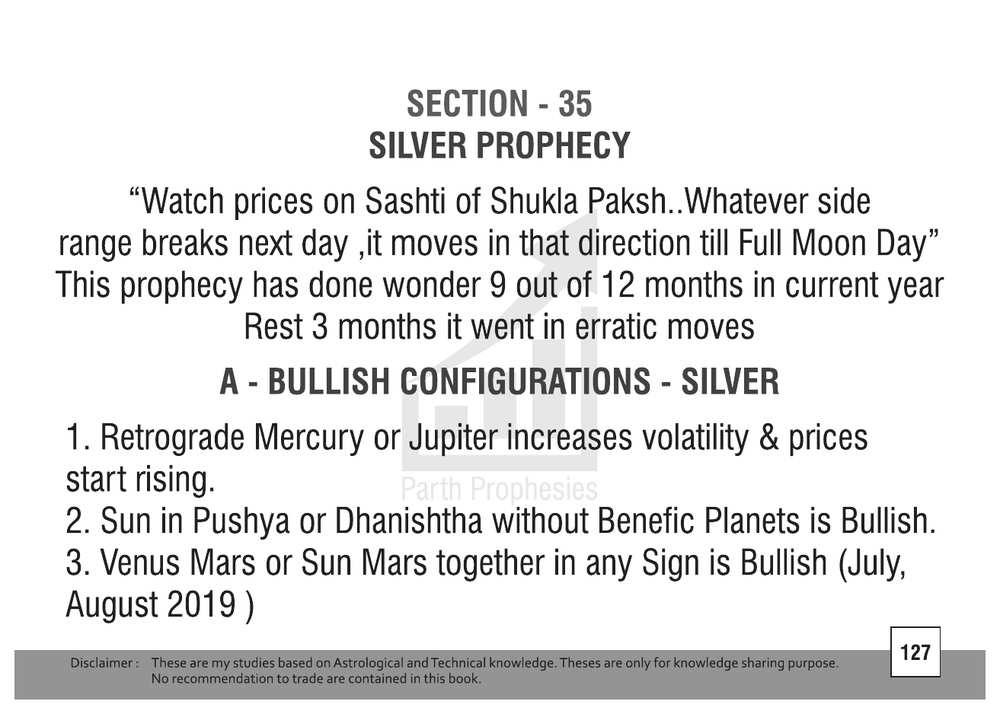 SECTION - 35
SILVER PROPHECY
“Watch prices on Sashti of Shukla Paksh..Whatever side
range breaks next day ,it moves in that direction till Full Moon Day”
This prophecy has done wonder 9 out of 12 months in current year
Rest 3 months it went in erratic moves
A - BULLISH CONFIGURATIONS - SILVER
1. Retrograde Mercury or Jupiter increases volatility & prices
start rising.
Parth Prophesies
2. Sun in Pushya or Dhanishtha without Benefic Planets is Bullish.
3. Venus Mars or Sun Mars together in any Sign is Bullish (July,
August 2019 )
Disclaimer : These are my studies based on Astrological and Technical knowledge. Theses are only for knowledge sharing purpose.
No recommendation to trade are contained in this book.
127